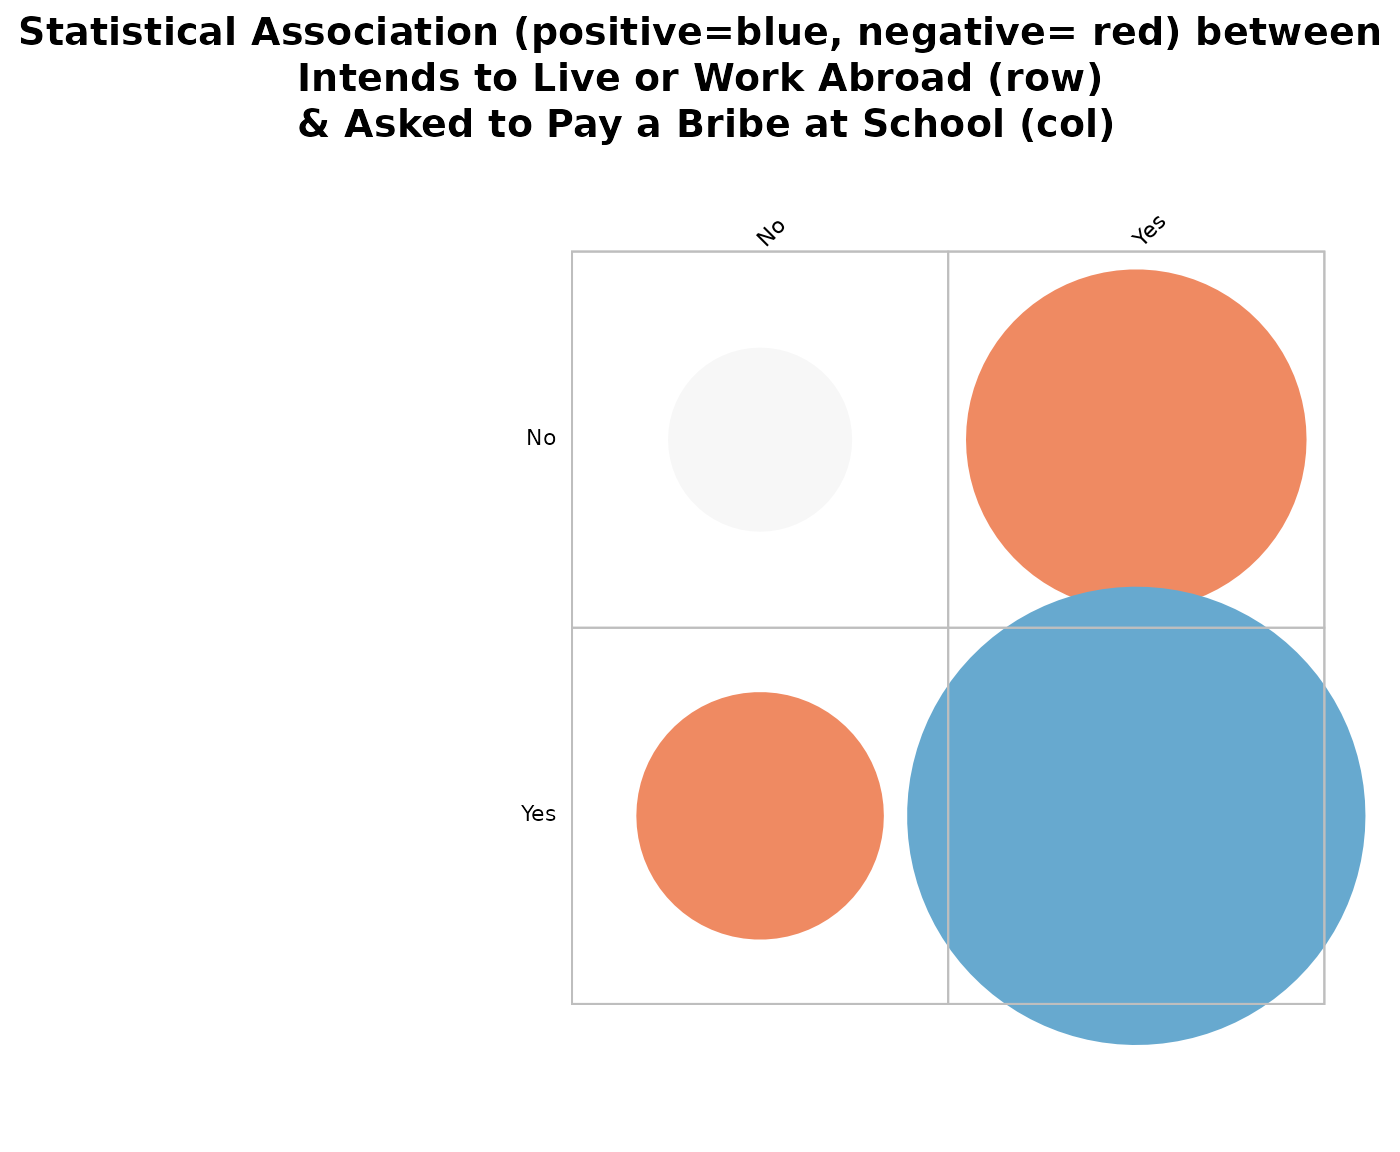 Statistical Association (positive=blue, negative= red) between
Intends to Live or Work Abroad (row)
& Asked to Pay a Bribe at School (col)
No
Yes
No
Yes